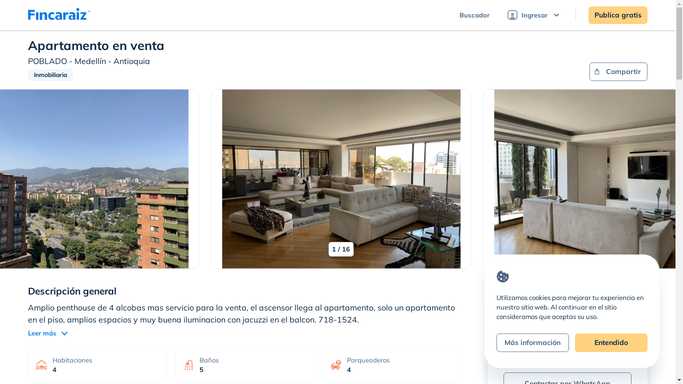 Fincaraiz
Buscador
Ingresar
Publica gratis
Apartamento en venta
POBLADO - Medellín - Antioquia
Inmobiliaria
Compartir
1 / 16
Descripción general
Amplio penthouse de 4 alcobas mas servicio para la venta, el ascensor llega al apartamento, solo un apartamento
en el piso, amplios espacios y muy buena iluminacion con jacuzzi en el balcon. 718-1524.
Leer más
Habitaciones
4
Baños
5
Parqueaderos
4
Utilizamos cookies para mejorar tu experiencia en
nuestro sitio web. Al continuar en el sitio
consideramos que aceptas su uso.
Más información
Entendido
Contactar por WhatsApp